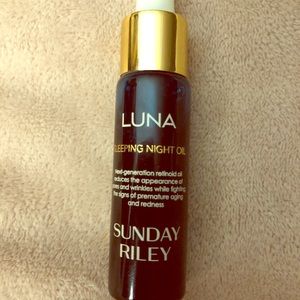 LUNA
SLEEPING NIGHT OIL
Next-generation retinoid oil
reduces the appearance of
pores and wrinkles while fighting
the signs of premature aging
and redness
SUNDAY
RILEY